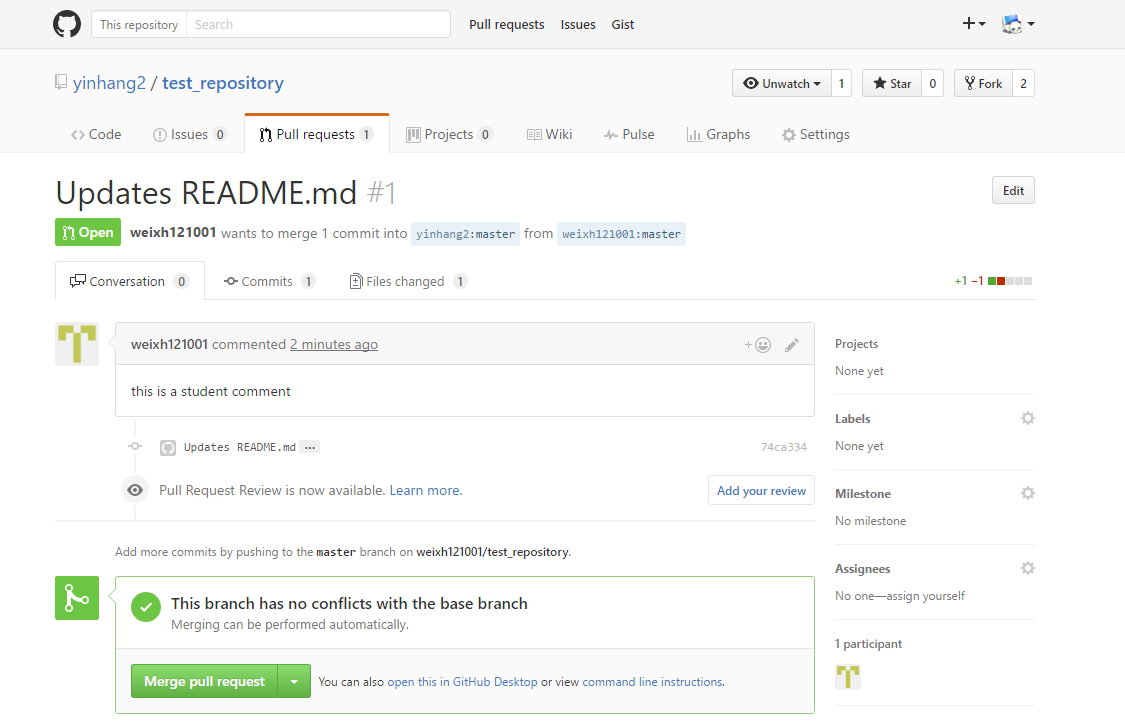 This repository Search Pull requests Issues Gist
yinhang2 / test_repository Unwatch 1 Star 0 Fork 2
Code Issues 0 Pull requests 1 Projects 0 Wiki Pulse Graphs Settings
Updates README.md #1 Edit
Open weixh121001 wants to merge 1 commit into yinhang2:master from weixh121001:master
Conversation 0 Commits 1 Files changed 1 +1 −1
weixh121001 commented 2 minutes ago
this is a student comment
Updates README.md … 74ca334
Pull Request Review is now available. Learn more. Add your review
Add more commits by pushing to the master branch on weixh121001/test_repository.
This branch has no conflicts with the base branch
Merging can be performed automatically.
Merge pull request You can also open this in GitHub Desktop or view command line instructions.
Projects
None yet
Labels
None yet
Milestone
No milestone
Assignees
No one—assign yourself
1 participant